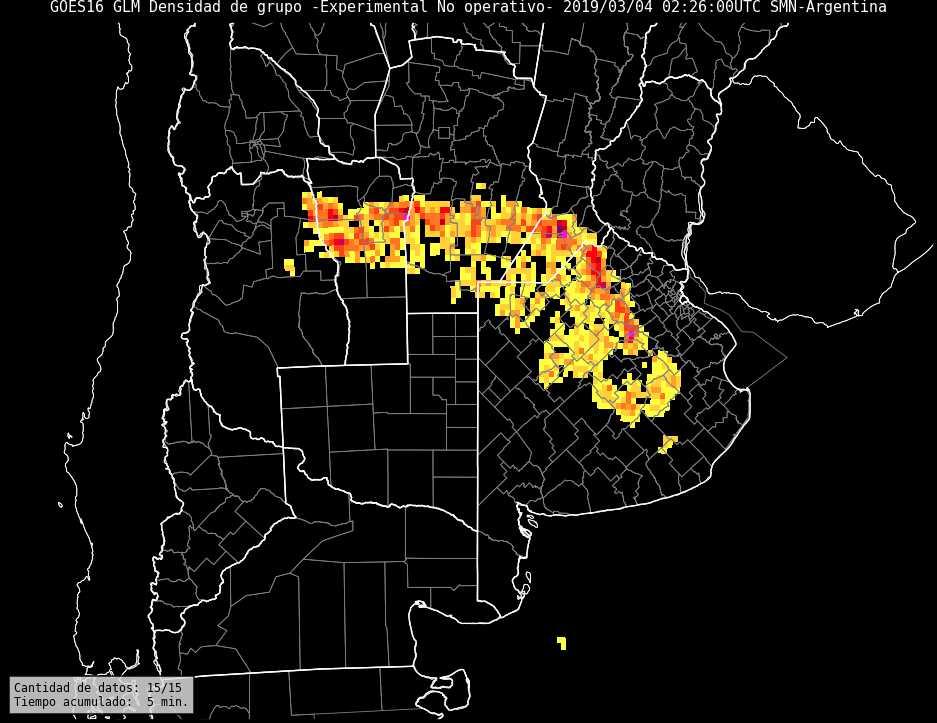 GOES16 GLM Densidad de grupo -Experimental No operativo- 2019/03/04 02:26:00UTC SMN-Argentina
Cantidad de datos: 15/15
Tiempo acumulado:  5 min.